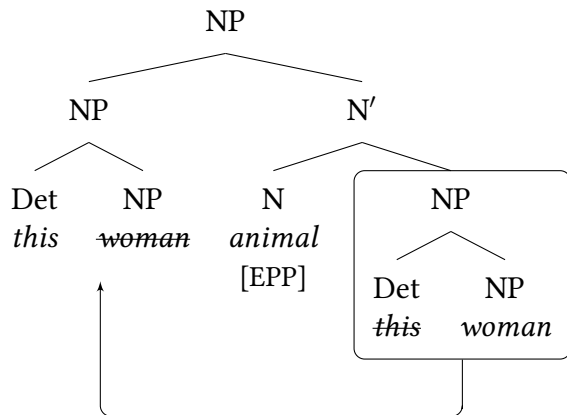 NP
NP N′
Det NP N NP
this woman animal
[EPP]
Det NP
this woman